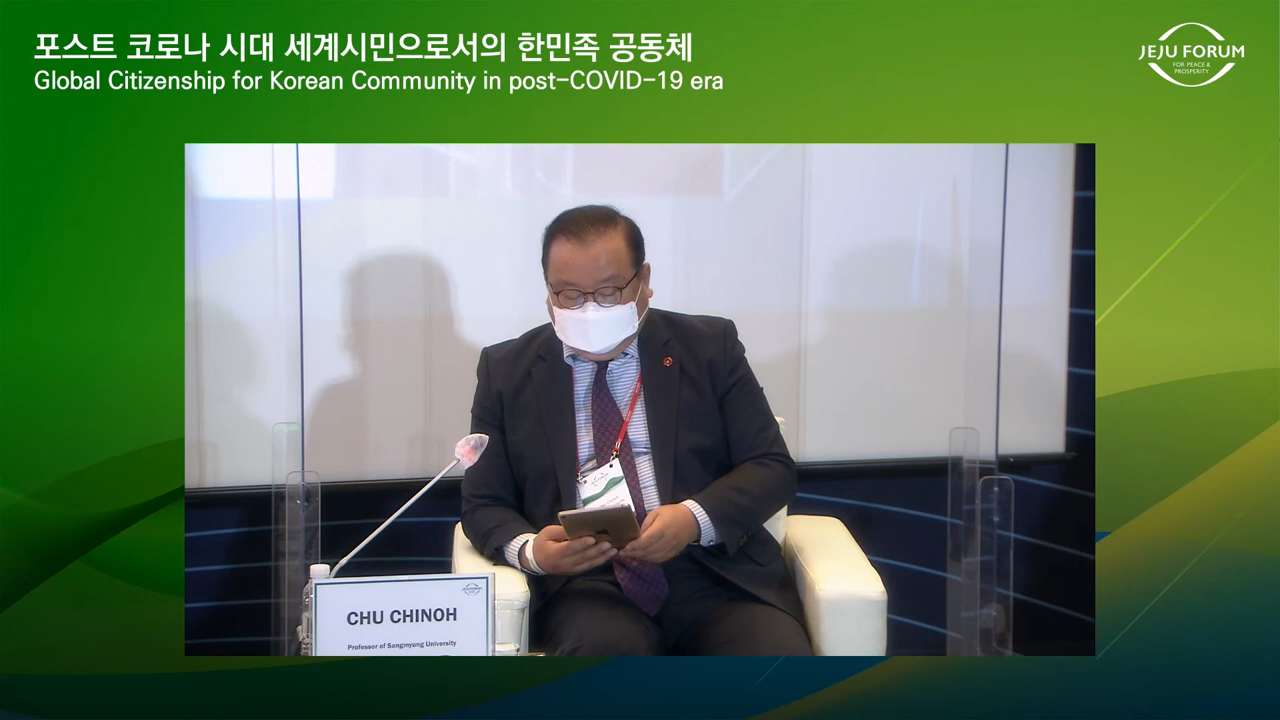 포스트 코로나 시대 세계시민으로서의 한민족 공동체
Global Citizenship for Korean Community in post-COVID-19 era
JEJU FORUM
FOR PEACE &
PROSPERITY
JEJU FORUM
CHU CHINOH
Professor of Sangmyung University